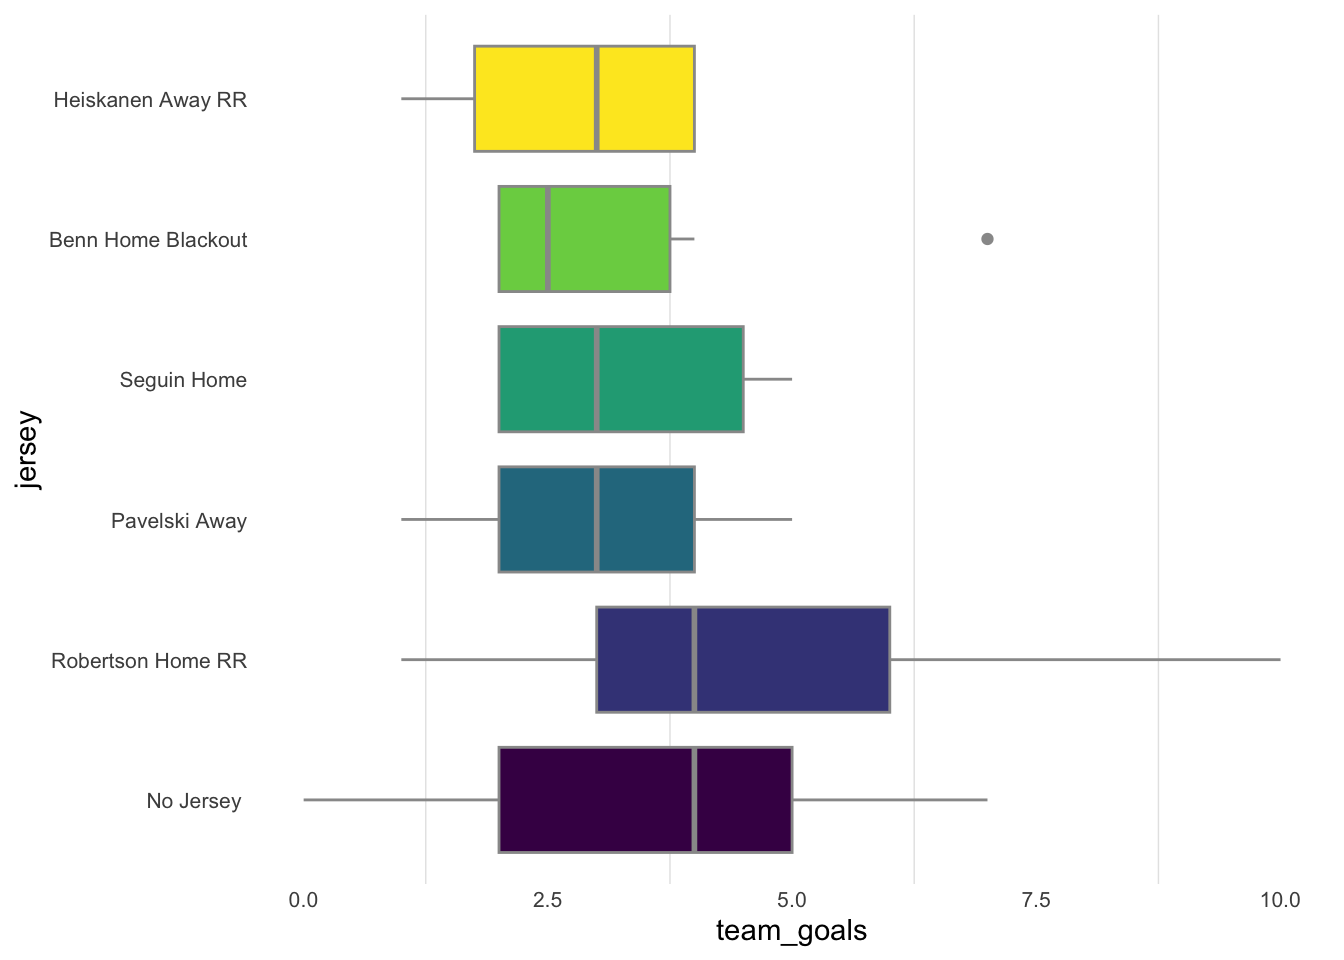 Heiskanen Away RR
Benn Home Blackout
Seguin Home
jersey
Pavelski Away
Robertson Home RR
No Jersey
0.0 2.5 5.0 7.5 10.0
team_goals